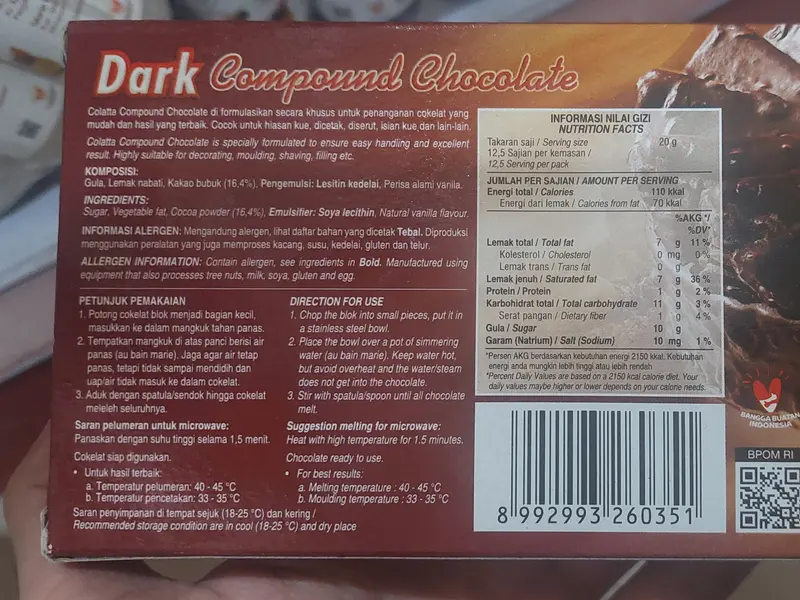 Dark Compound Chocolate
Colatta Compound Chocolate di formulasikan secara khusus untuk penanganan cokelat yang
mudah dan hasil yang terbaik. Cocok untuk hiasan kue, dicetak, diserut, isian kue dan lain-lain.
Colatta Compound Chocolate is specially formulated to ensure easy handling and excellent
result. Highly suitable for decorating, moulding, shaving, filling etc.
KOMPOSISI:
Gula, Lemak nabati, Kakao bubuk (16,4%), Pengemulsi: Lesitin kedelai, Perisa alami vanila.
INGREDIENTS:
Sugar, Vegetable fat, Cocoa powder (16,4%), Emulsifier: Soya lecithin, Natural vanilla flavour.
INFORMASI ALERGEN: Mengandung alergen, lihat daftar bahan yang dicetak Tebal. Diproduksi
menggunakan peralatan yang juga memproses kacang, susu, kedelai, gluten dan telur.
ALLERGEN INFORMATION: Contain allergen, see ingredients in Bold. Manufactured using
equipment that also processes tree nuts, milk, soya, gluten and egg.
PETUNJUK PEMAKAIAN
1. Potong cokelat blok menjadi bagian kecil,
masukkan ke dalam mangkuk tahan panas.
2. Tempatkan mangkuk di atas panci berisi air
panas (au bain marie). Jaga agar air tetap
panas, tetapi tidak sampai mendidih dan
uap/air tidak masuk ke dalam cokelat.
3. Aduk dengan spatula/sendok hingga cokelat
meleleh seluruhnya.
Saran pelumeran untuk microwave:
Panaskan dengan suhu tinggi selama 1,5 menit.
Cokelat siap digunakan.
• Untuk hasil terbaik:
a. Temperatur pelumeran: 40 - 45 °C
b. Temperatur pencetakan: 33 - 35 °C
DIRECTION FOR USE
1. Chop the blok into small pieces, put it in
a stainless steel bowl.
2. Place the bowl over a pot of simmering
water (au bain marie). Keep water hot,
but avoid overheat and the water/steam
does not get into the chocolate.
3. Stir with spatula/spoon until all chocolate
melt.
Suggestion melting for microwave:
Heat with high temperature for 1.5 minutes.
Chocolate ready to use.
• For best results:
a. Melting temperature : 40 - 45 °C
b. Moulding temperature : 33 - 35 °C
Saran penyimpanan di tempat sejuk (18-25 °C) dan kering /
Recommended storage condition are in cool (18-25 °C) and dry place
INFORMASI NILAI GIZI
NUTRITION FACTS
Takaran saji / Serving size 20 g
12,5 Sajian per kemasan /
12,5 Serving per pack
JUMLAH PER SAJIAN / AMOUNT PER SERVING
Energi total / Calories 110 kkal
Energi dari lemak / Calories from fat 70 kkal
%AKG */
%DV*
Lemak total / Total fat 7 g 11 %
Kolesterol / Cholesterol 0 mg 0 %
Lemak trans / Trans fat 0 g
Lemak jenuh / Saturated fat 7 g 36 %
Protein / Protein 1 g 2 %
Karbohidrat total / Total carbohydrate 11 g 3 %
Serat pangan / Dietary fiber 1 g 4 %
Gula / Sugar 10 g
Garam (Natrium) / Salt (Sodium) 10 mg 1 %
*Persen AKG berdasarkan kebutuhan energi 2150 kkal. Kebutuhan
energi anda mungkin lebih tinggi atau lebih rendah
*Percent Daily Values are based on a 2150 kcal calorie diet. Your
daily values maybe higher or lower depends on your calorie needs.
BANGGA BUATAN
INDONESIA
BPOM RI
8 992993 260351